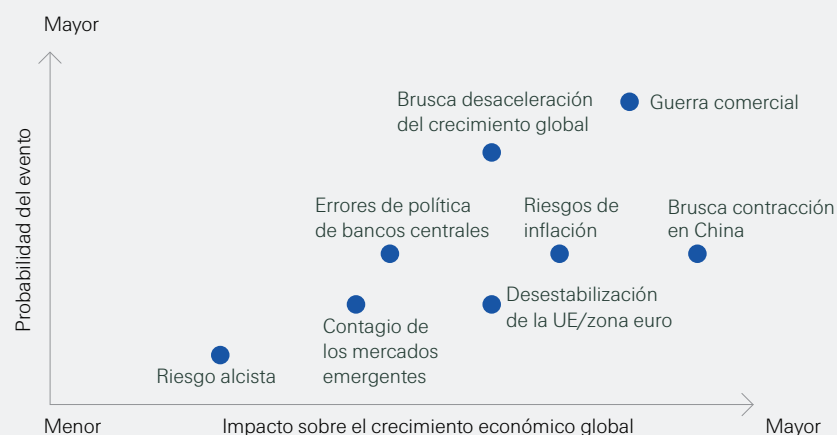 Mayor
Probabilidad del evento
Brusca desaceleración
del crecimiento global
Guerra comercial
Errores de política
de bancos centrales
Riesgos de
inflación
Brusca contracción
en China
Desestabilización
de la UE/zona euro
Contagio de
los mercados
emergentes
Riesgo alcista
Menor
Impacto sobre el crecimiento económico global
Mayor